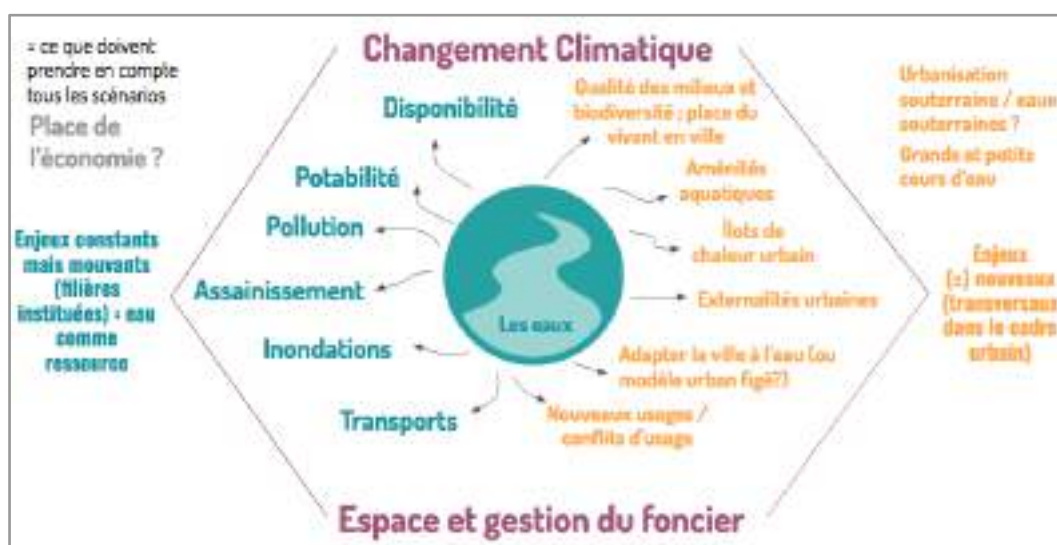 = ce que doivent
prendre en compte
tous les scénarios
Place de
l'économie ?
Changement Climatique
Urbanisation
souterraine / eaux
souterraines ?
Grands et petits
cours d'eau
Disponibilité
Potabilité
Pollution
Assainissement
Inondations
Transports
Enjeux constants
mais mouvants
(filières
instituées) = eau
comme
ressource
Les eaux
Qualité des milieux et
biodiversité ; place du
vivant en ville
Aménités
aquatiques
Îlots de
chaleur urbain
Externalités urbaines
Adapter la ville à l'eau (ou
modèle urban figé?)
Nouveaux usages /
conflits d'usage
Enjeux
(±) nouveaux
(transversaux
dans le cadre
urbain)
Espace et gestion du foncier